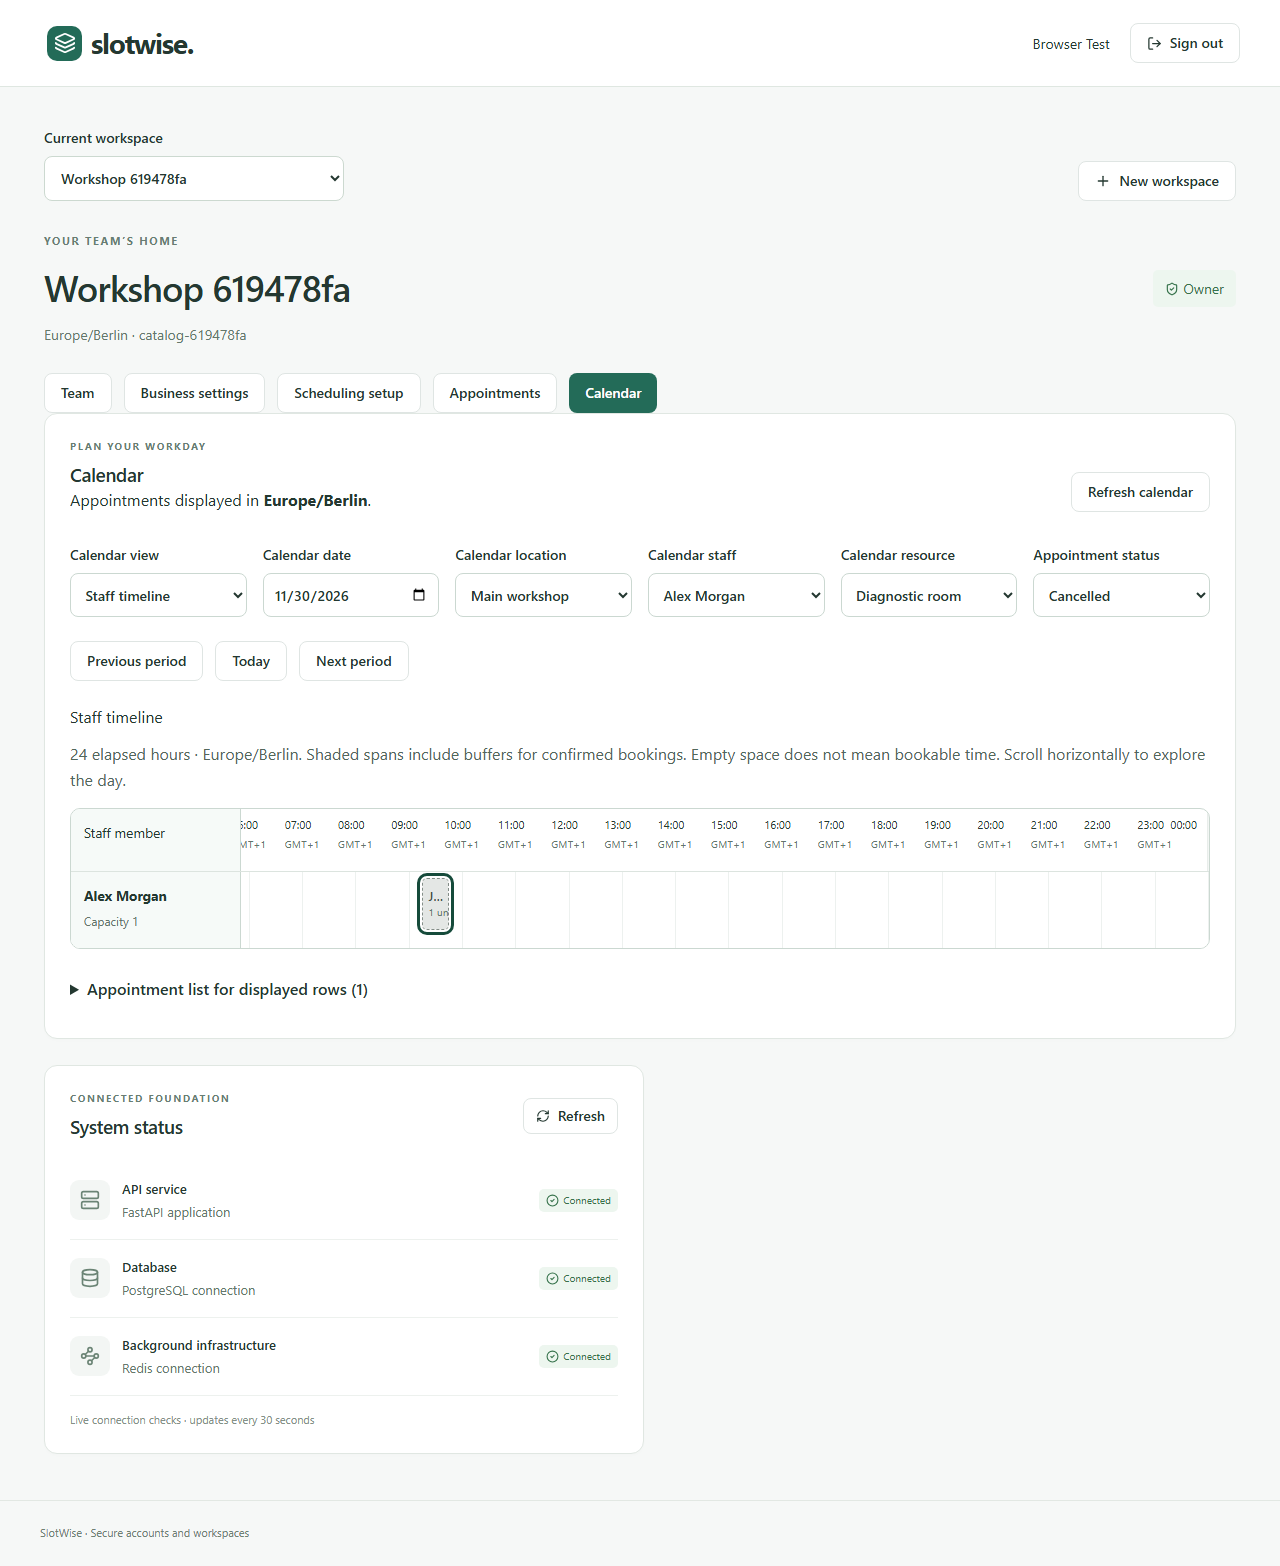 slotwise.
Browser Test
Sign out
Current workspace
Workshop 619478fa
New workspace
YOUR TEAM'S HOME
Workshop 619478fa
Owner
Europe/Berlin · catalog-619478fa
Team
Business settings
Scheduling setup
Appointments
Calendar
PLAN YOUR WORKDAY
Calendar
Appointments displayed in Europe/Berlin.
Refresh calendar
Calendar view
Calendar date
Calendar location
Calendar staff
Calendar resource
Appointment status
Staff timeline
11/30/2026
Main workshop
Alex Morgan
Diagnostic room
Cancelled
Previous period
Today
Next period
Staff timeline
24 elapsed hours · Europe/Berlin. Shaded spans include buffers for confirmed bookings. Empty space does not mean bookable time. Scroll horizontally to explore
the day.
Staff member
:00 07:00 08:00 09:00 10:00 11:00 12:00 13:00 14:00 15:00 16:00 17:00 18:00 19:00 20:00 21:00 22:00 23:00 00:00
MT+1 GMT+1 GMT+1 GMT+1 GMT+1 GMT+1 GMT+1 GMT+1 GMT+1 GMT+1 GMT+1 GMT+1 GMT+1 GMT+1 GMT+1 GMT+1 GMT+1 GMT+1
Alex Morgan
Capacity 1
J...
1 un
Appointment list for displayed rows (1)
CONNECTED FOUNDATION
System status
Refresh
API service
FastAPI application
Connected
Database
PostgreSQL connection
Connected
Background infrastructure
Redis connection
Connected
Live connection checks · updates every 30 seconds
SlotWise · Secure accounts and workspaces